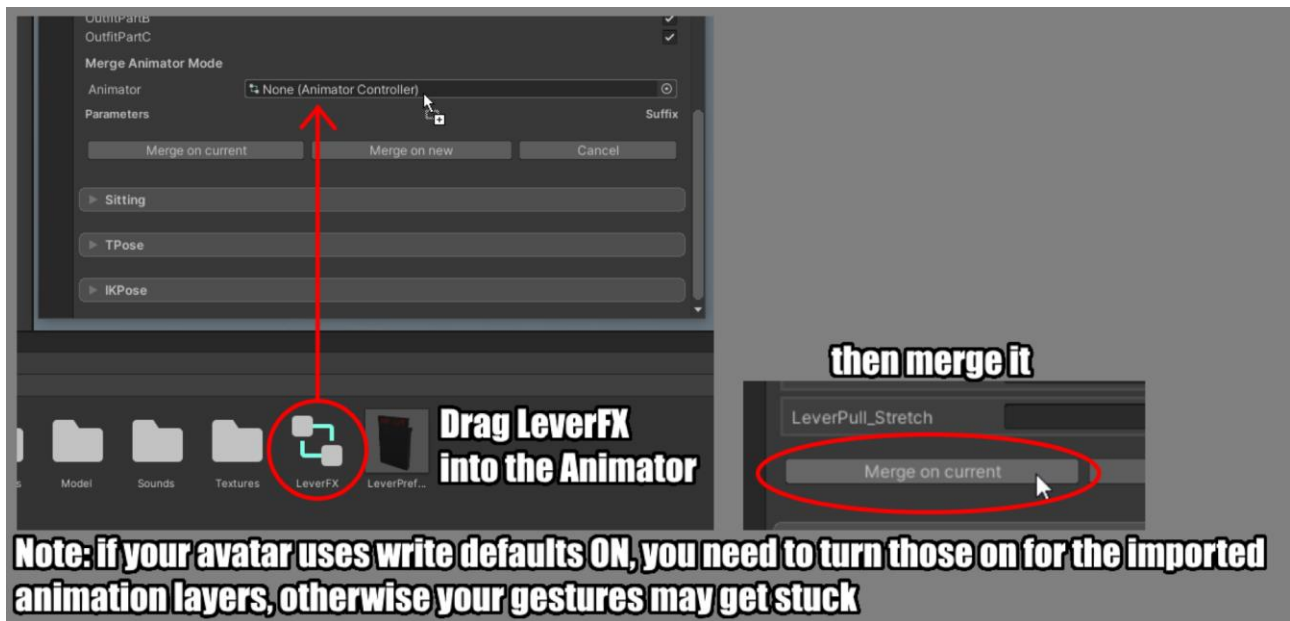 OutfitPartB
OutfitPartC
Merge Animator Mode
Animator None (Animator Controller)
Parameters Suffix
Merge on current Merge on new Cancel
Sitting
TPose
IKPose
s Model Sounds Textures LeverFX LeverPref...
Drag LeverFX
into the Animator
then merge it
LeverPull_Stretch
Merge on current
Note: if your avatar uses write defaults ON, you need to turn those on for the imported
animation layers, otherwise your gestures may get stuck